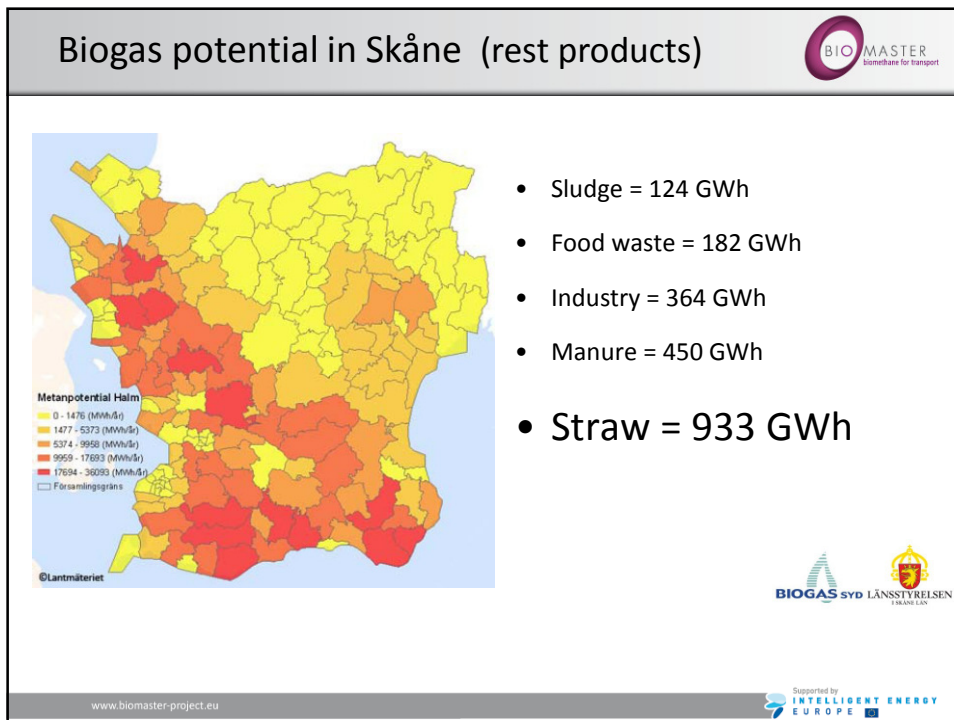 Biogas potential in Skåne (rest products)
BIOMASTER
biomethane for transport
• Sludge = 124 GWh
• Food waste = 182 GWh
• Industry = 364 GWh
• Manure = 450 GWh
• Straw = 933 GWh
Metanpotential Halm
0 - 1476 (MWh/år)
1477 - 5373 (MWh/år)
5374 - 9958 (MWh/år)
9959 - 17693 (MWh/år)
17694 - 36093 (MWh/år)
Församlingsgräns
©Lantmäteriet
BIOGAS SYD
LÄNSSTYRELSEN
I SKÅNE LÄN
www.biomaster-project.eu
Supported by
INTELLIGENT ENERGY
EUROPE